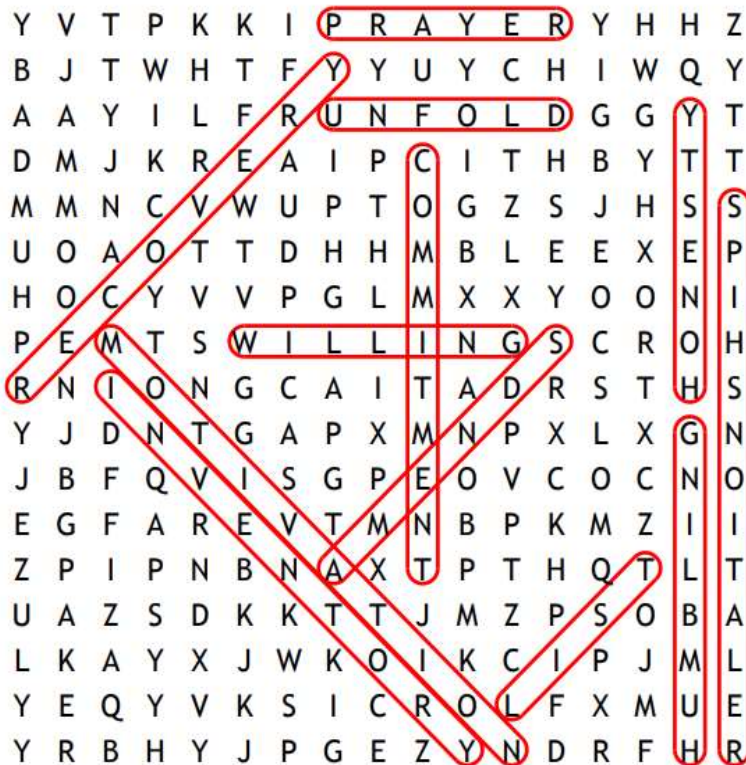 Y V T P K K I P R A Y E R Y H H Z
B J T W H T F Y Y U Y C H I W Q Y
A A Y I L F R U N F O L D G G Y T
D M J K R E A I P C I T H B Y T T
M M N C V W U P T O G Z S J H S S
U O A O T T D H H M B L E E X E P
H O C Y V V P G L M X X Y O O N I
P E M T S W I L L I N G S C R O H
R N I O N G C A I T A D R S T H S
Y J D N T G A P X M N P X L X G N
J B F Q V I S G P E O V C O C N O
E G F A R E V T M N B P K M Z I I
Z P I P N B N A X T P T H Q T L T
U A Z S D K K T T J M Z P S O B A
L K A Y X J W K O I K C I P J M L
Y E Q Y V K S I C R O L F X M U E
Y R B H Y J P G E Z Y N D R F H R